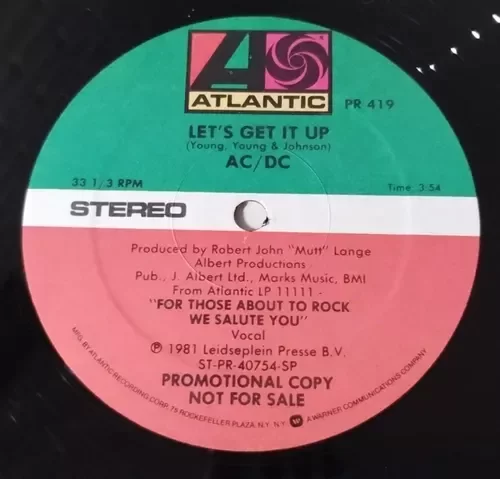 ATLANTIC
PR 419
LET'S GET IT UP
(Young, Young & Johnson)
AC/DC
33 1/3 RPM
Time: 3:54
STEREO
Produced by Robert John "Mutt" Lange
Albert Productions
Pub., J. Albert Ltd., Marks Music, BMI
From Atlantic LP 11111 -
"FOR THOSE ABOUT TO ROCK
WE SALUTE YOU"
Vocal
℗ 1981 Leidseplein Presse B.V.
ST-PR-40754-SP
PROMOTIONAL COPY
NOT FOR SALE
MFG. BY ATLANTIC RECORDING CORP., 75 ROCKEFELLER PLAZA, N.Y. N.Y. A WARNER COMMUNICATIONS COMPANY